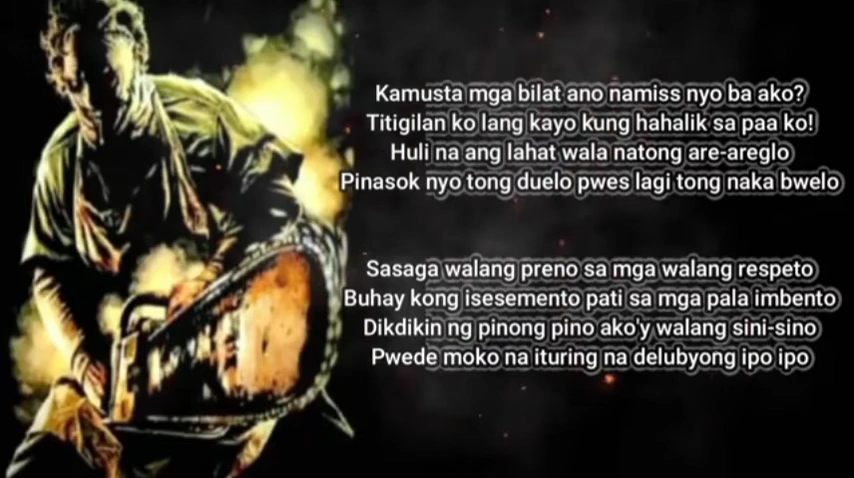 Kamusta mga bilat ano namiss nyo ba ako?
Titigilan ko lang kayo kung hahalik sa paa ko!
Huli na ang lahat wala natong are-areglo
Pinasok nyo tong duelo pwes lagi tong naka bwelo
Sasaga walang preno sa mga walang respeto
Buhay kong isesemento pati sa mga pala imbento
Dikdikin ng pinong pino ako'y walang sini-sino
Pwede moko na ituring na delubyong ipo ipo